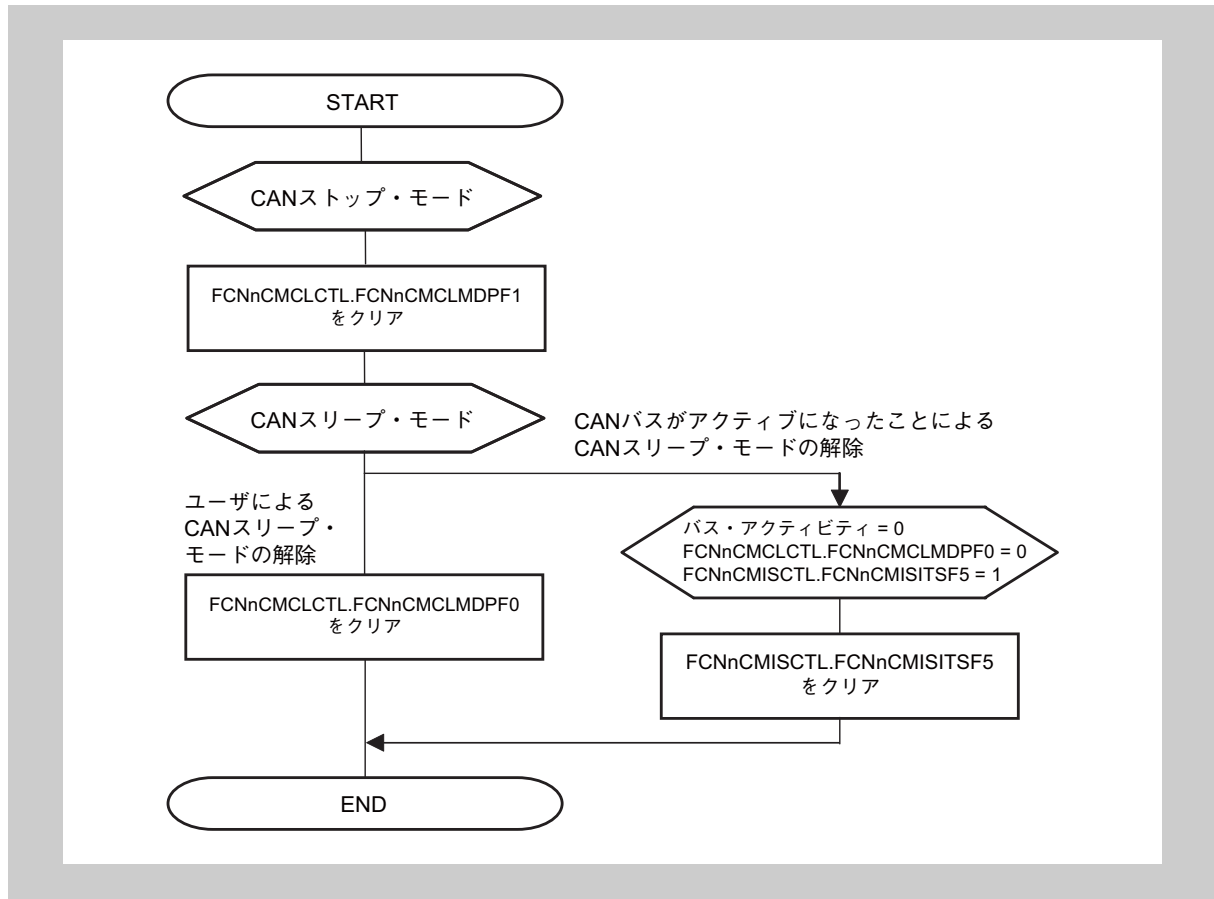 START
CANストップ・モード
FCNnCMCLCTL.FCNnCMCLMDPF1
をクリア
CANスリープ・モード
CANバスがアクティブになったことによる
CANスリープ・モードの解除
ユーザによる
CANスリープ・
モードの解除
バス・アクティビティ = 0
FCNnCMCLCTL.FCNnCMCLMDPF0 = 0
FCNnCMISCTL.FCNnCMISITSF5 = 1
FCNnCMCLCTL.FCNnCMCLMDPF0
をクリア
FCNnCMISCTL.FCNnCMISITSF5
をクリア
END